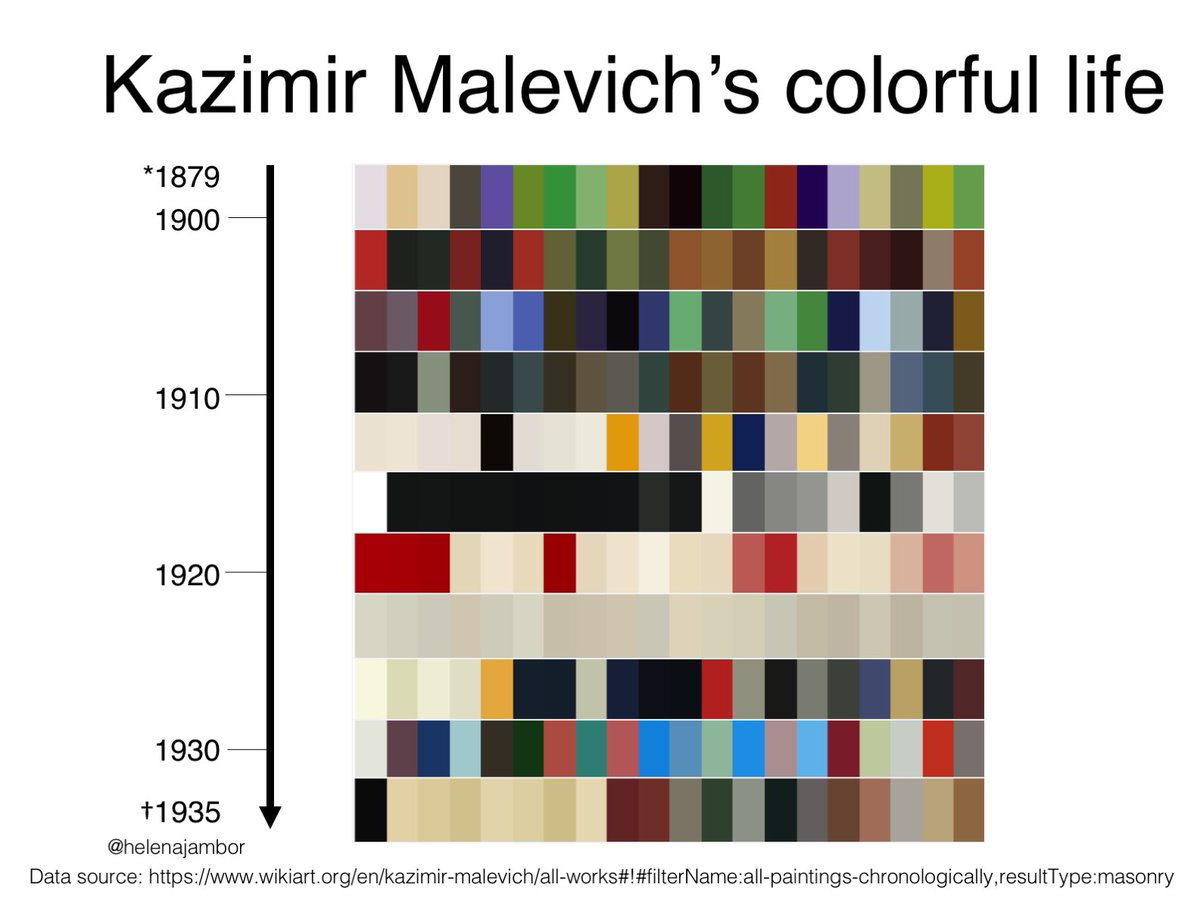 Kazimir Malevich’s colorful life
*1879
1900
1910
1920
1930
†1935
@helenajambor
Data source: https://www.wikiart.org/en/kazimir-malevich/all-works#!#filterName:all-paintings-chronologically,resultType:masonry